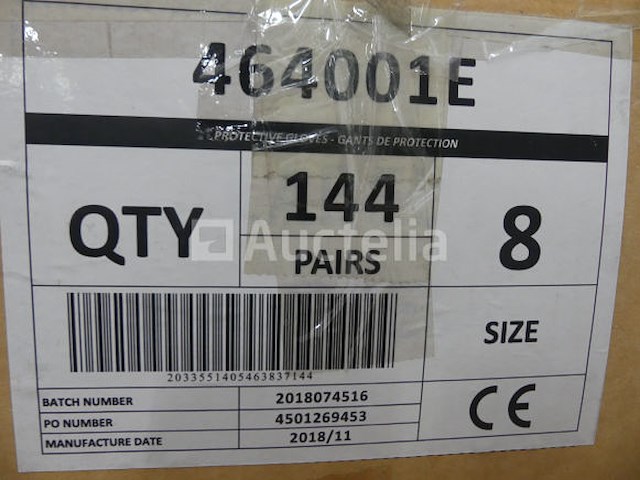 464001E
PROTECTIVE GLOVES - GANTS DE PROTECTION
QTY
144
PAIRS
8
SIZE
Auctelia
2033551405463837144
BATCH NUMBER 2018074516
PO NUMBER 4501269453
MANUFACTURE DATE 2018/11
CE